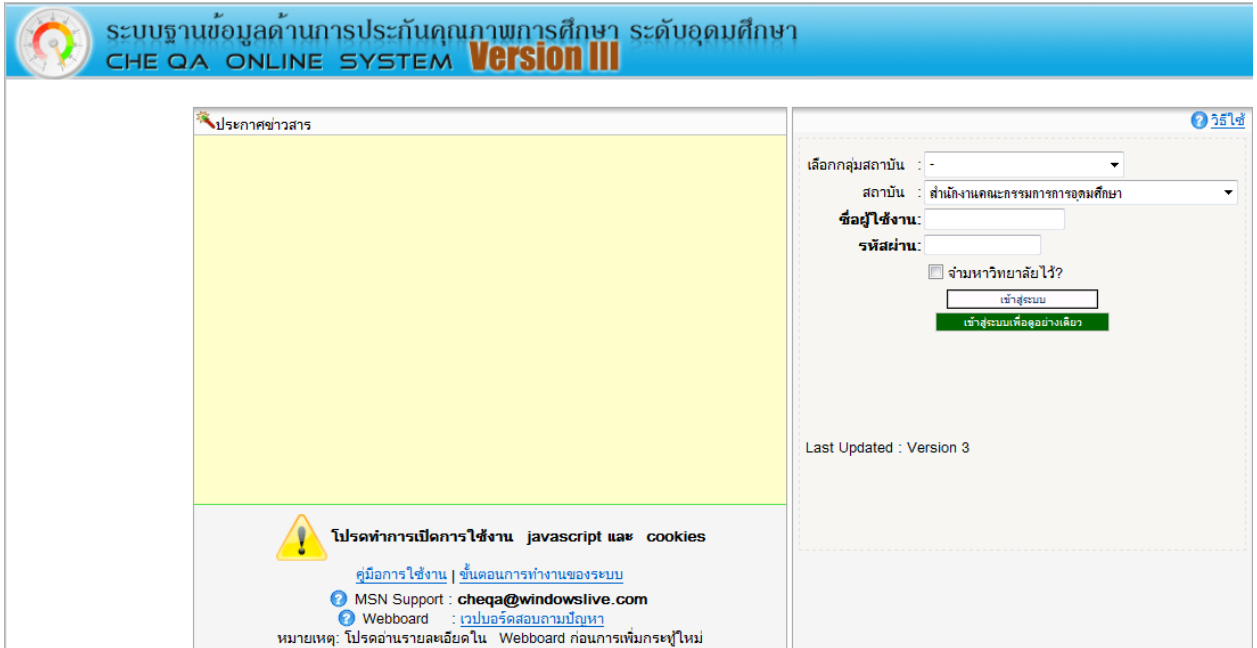 ระบบฐานข้อมูลด้านการประกันคุณภาพการศึกษา ระดับอุดมศึกษา
CHE QA ONLINE SYSTEM Version III
ประกาศข่าวสาร
วิธีใช้
เลือกกลุ่มสถาบัน : -
สถาบัน : สำนักงานคณะกรรมการการอุดมศึกษา
ชื่อผู้ใช้งาน:
รหัสผ่าน:
จำมหาวิทยาลัยไว้?
เข้าสู่ระบบ
เข้าสู่ระบบเพื่อดูอย่างเดียว
Last Updated : Version 3
โปรดทำการเปิดการใช้งาน javascript และ cookies
คู่มือการใช้งาน | ขั้นตอนการทำงานของระบบ
MSN Support : cheqa@windowslive.com
Webboard : เวปบอร์ดสอบถามปัญหา
หมายเหตุ: โปรดอ่านรายละเอียดใน Webboard ก่อนการเพิ่มกระทู้ใหม่